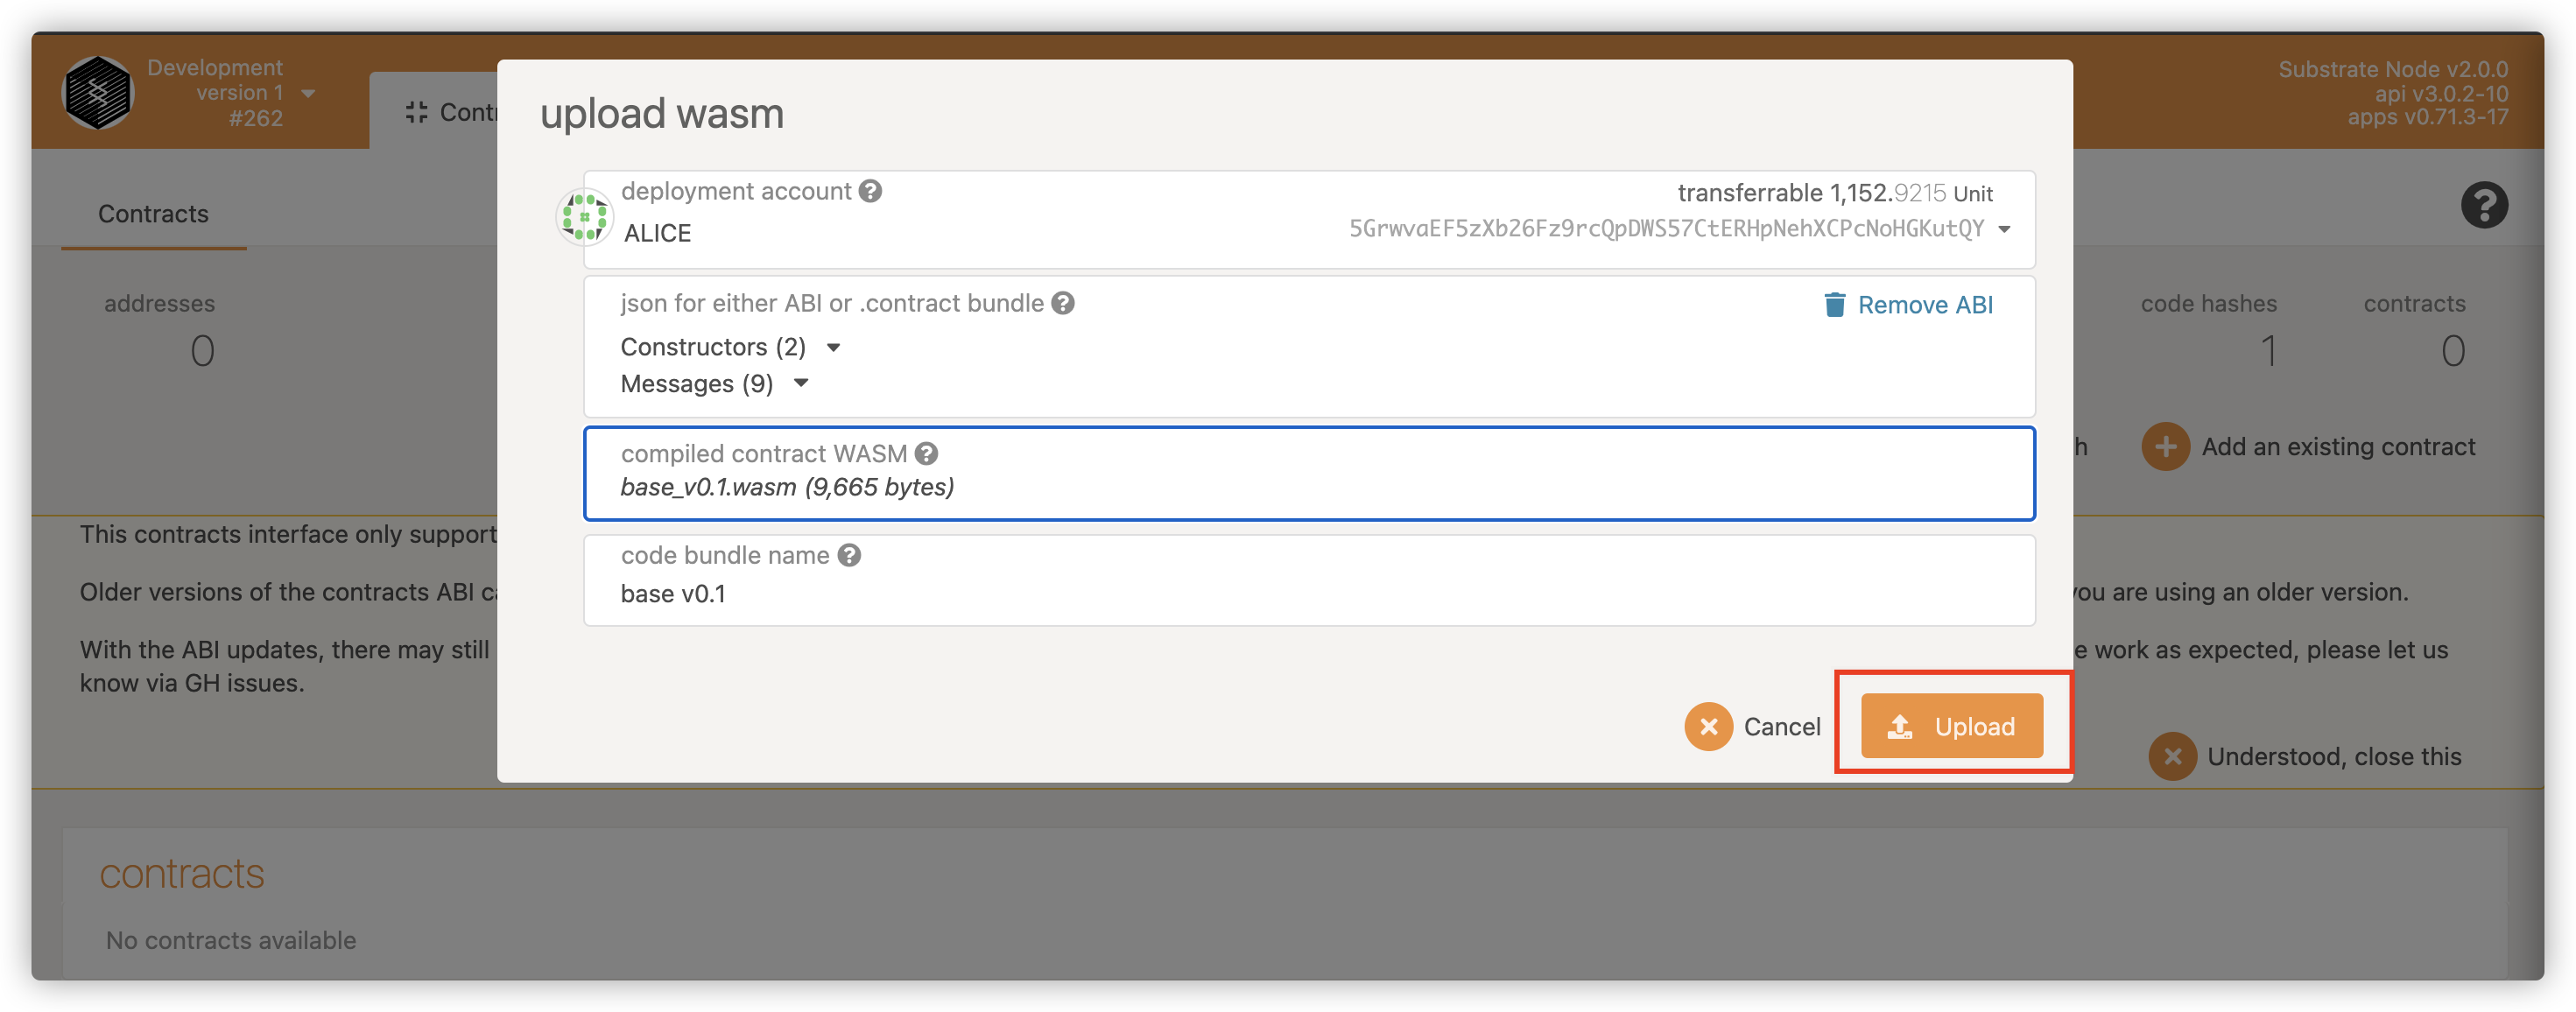 Development
version 1
#262
Contr
Substrate Node v2.0.0
api v3.0.2-10
apps v0.71.3-17
Contracts
addresses
0
code hashes
1
contracts
0
Add an existing contract
This contracts interface only support
Older versions of the contracts ABI ca
you are using an older version.
With the ABI updates, there may still
e work as expected, please let us
know via GH issues.
Understood, close this
contracts
No contracts available
upload wasm
deployment account
transferrable 1,152.9215 Unit
ALICE
5GrwvaEF5zXb26Fz9rcQpDWS57CtERHpNehXCPcNoHGKutQY
json for either ABI or .contract bundle
Remove ABI
Constructors (2)
Messages (9)
compiled contract WASM
base_v0.1.wasm (9,665 bytes)
code bundle name
base v0.1
Cancel
Upload